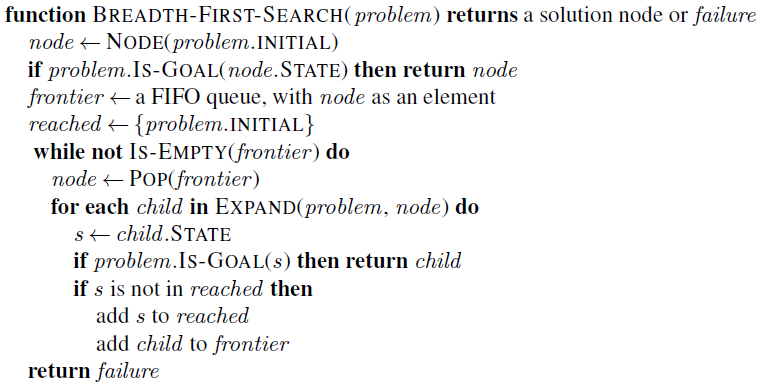 function BREADTH-FIRST-SEARCH(problem) returns a solution node or failure
node ← NODE(problem.INITIAL)
if problem.IS-GOAL(node.STATE) then return node
frontier ← a FIFO queue, with node as an element
reached ← {problem.INITIAL}
while not IS-EMPTY(frontier) do
node ← POP(frontier)
for each child in EXPAND(problem, node) do
s ← child.STATE
if problem.IS-GOAL(s) then return child
if s is not in reached then
add s to reached
add child to frontier
return failure